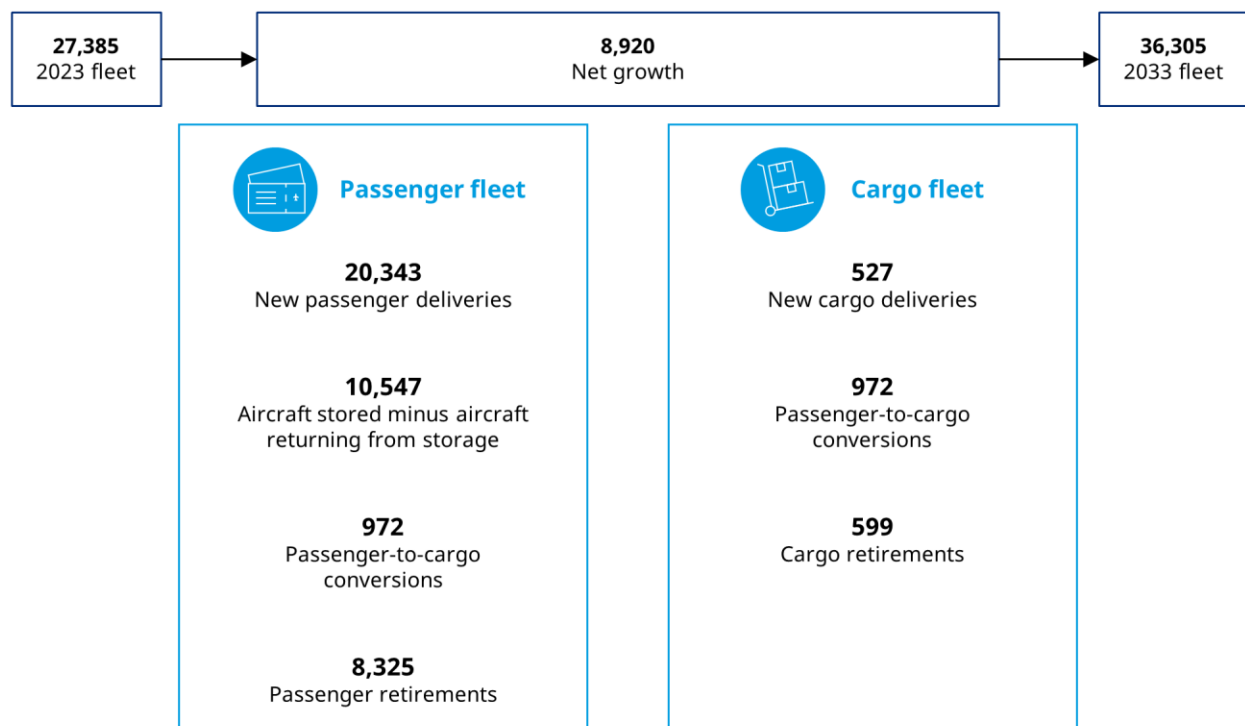 27,385
2023 fleet
8,920
Net growth
36,305
2033 fleet
Passenger fleet
20,343
New passenger deliveries
10,547
Aircraft stored minus aircraft
returning from storage
972
Passenger-to-cargo
conversions
8,325
Passenger retirements
Cargo fleet
527
New cargo deliveries
972
Passenger-to-cargo
conversions
599
Cargo retirements